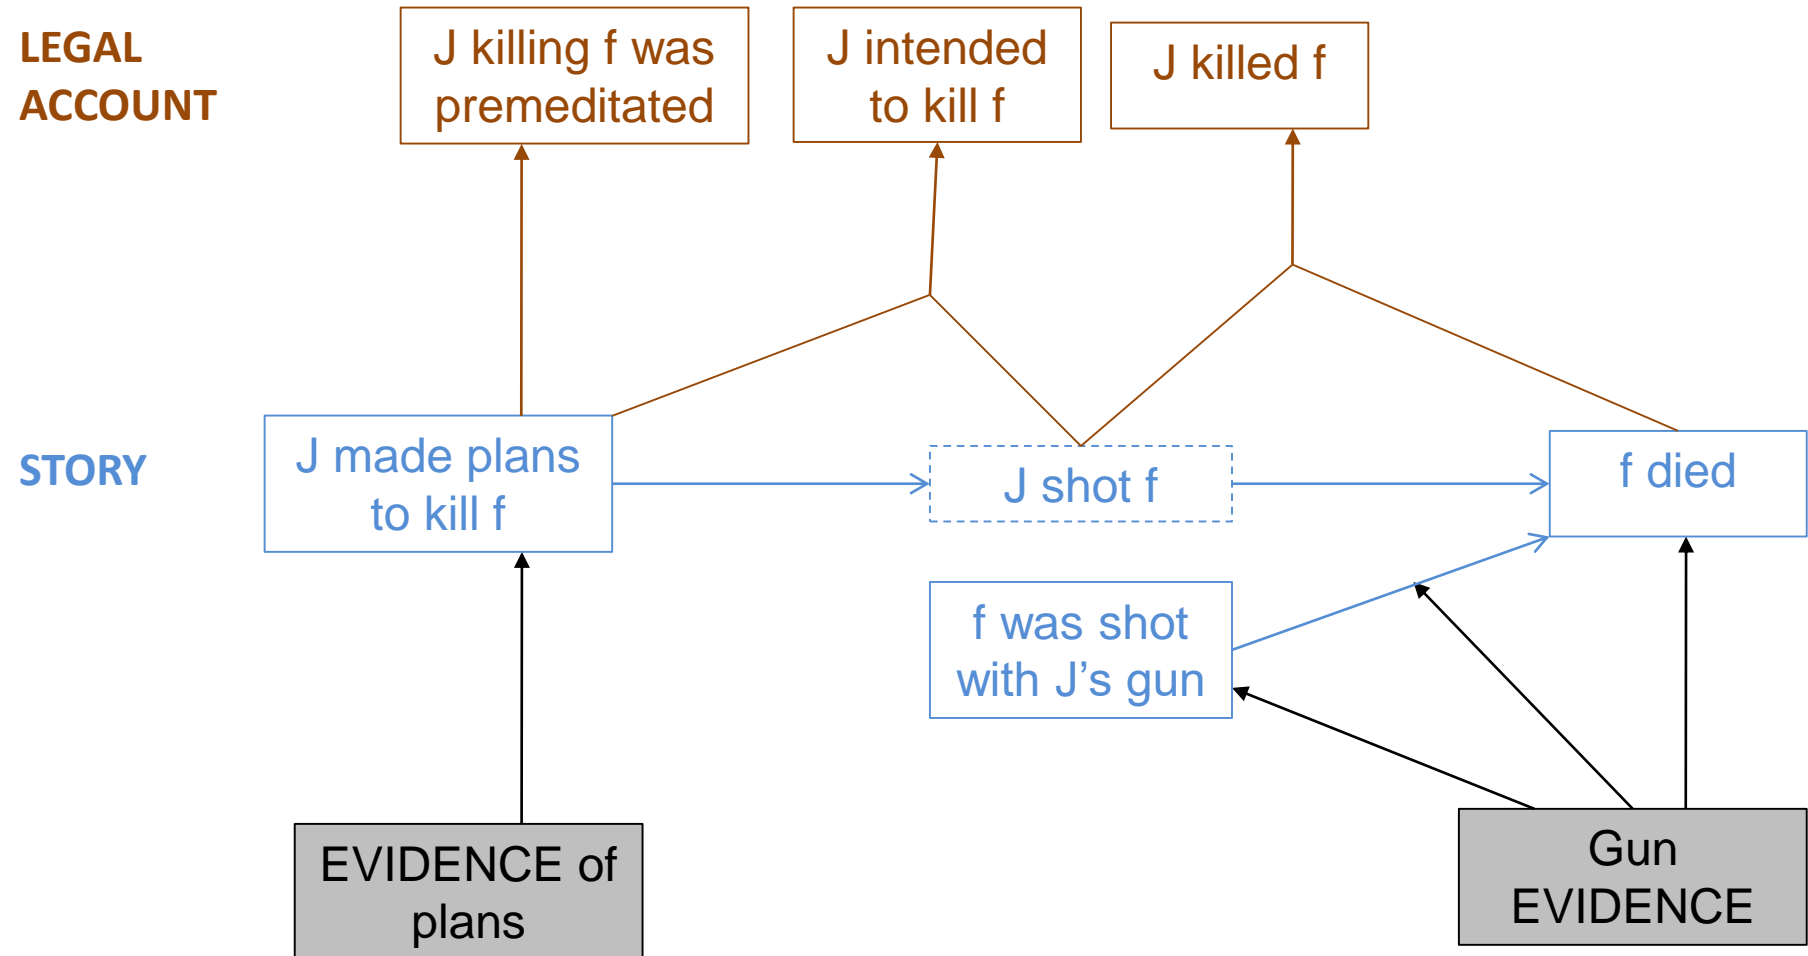 LEGAL
ACCOUNT
J killing f was
premeditated
J intended
to kill f
J killed f
STORY
J made plans
to kill f
J shot f
f died
f was shot
with J’s gun
EVIDENCE of
plans
Gun
EVIDENCE